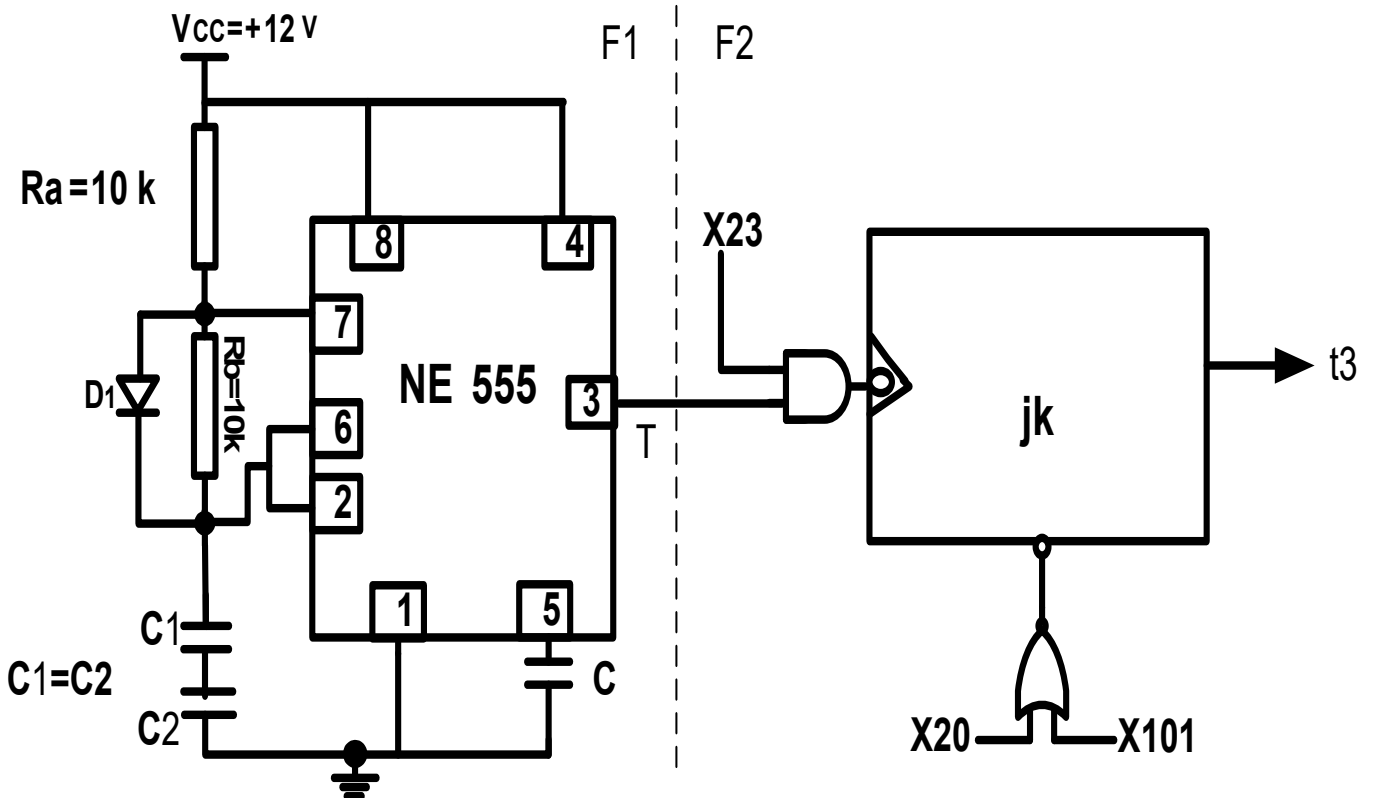 Vcc=+12 V
F1
F2
Ra=10 k
X23
8
4
7
Rb=10k
D1
NE 555
3
T
6
2
jk
t3
1
5
C1
C1=C2
C
C2
X20
X101